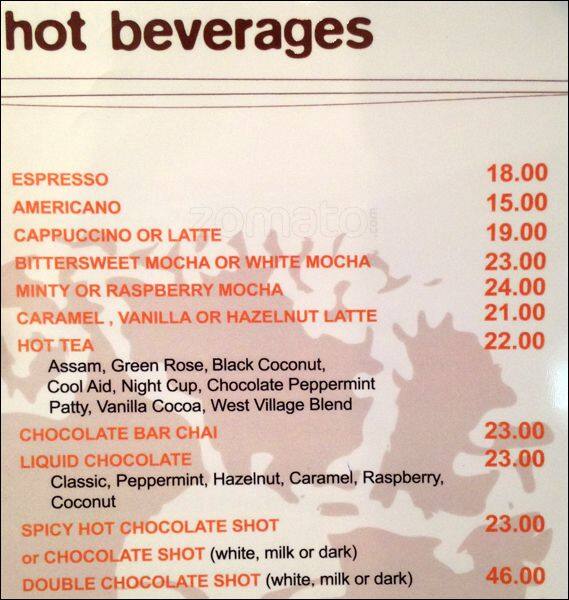 hot beverages
zomato.com
ESPRESSO 18.00
AMERICANO 15.00
CAPPUCCINO OR LATTE 19.00
BITTERSWEET MOCHA OR WHITE MOCHA 23.00
MINTY OR RASPBERRY MOCHA 24.00
CARAMEL , VANILLA OR HAZELNUT LATTE 21.00
HOT TEA 22.00
Assam, Green Rose, Black Coconut,
Cool Aid, Night Cup, Chocolate Peppermint
Patty, Vanilla Cocoa, West Village Blend
CHOCOLATE BAR CHAI 23.00
LIQUID CHOCOLATE 23.00
Classic, Peppermint, Hazelnut, Caramel, Raspberry,
Coconut
SPICY HOT CHOCOLATE SHOT 23.00
or CHOCOLATE SHOT (white, milk or dark)
DOUBLE CHOCOLATE SHOT (white, milk or dark) 46.00